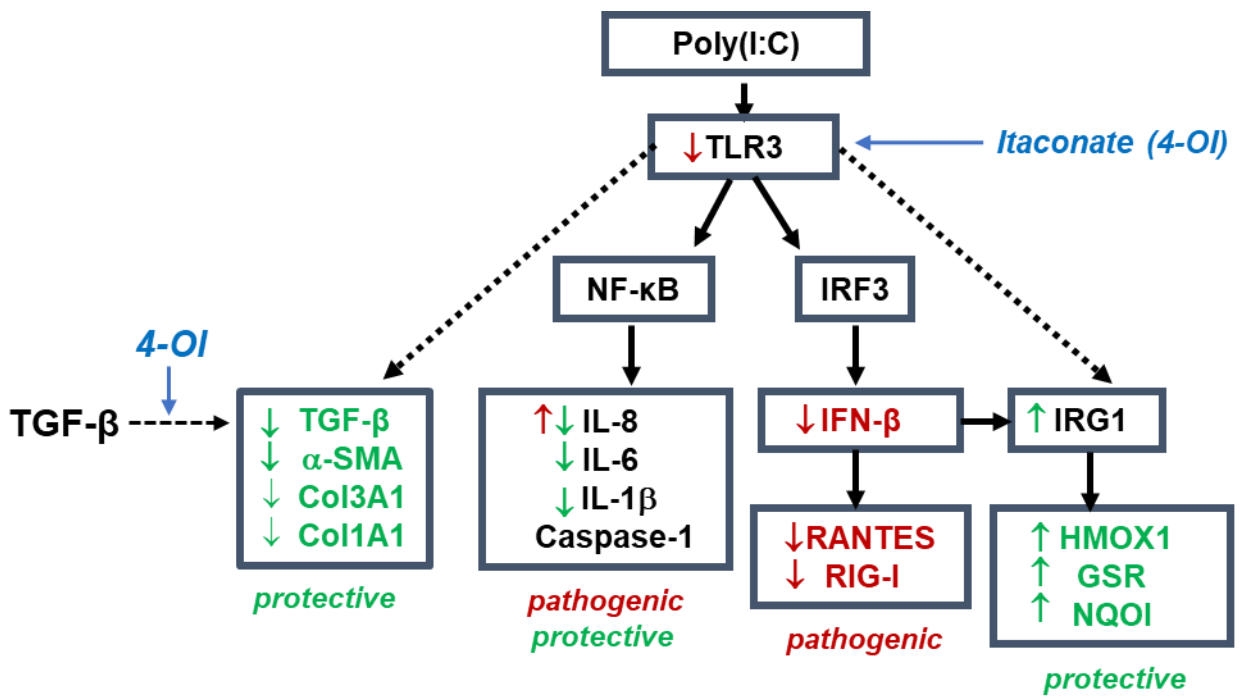 Poly(I:C)
↓TLR3
Itaconate (4-OI)
NF-κB
IRF3
4-OI
TGF-β
↓ TGF-β
↓ α-SMA
↓ Col3A1
↓ Col1A1
protective
↑↓ IL-8
↓ IL-6
↓ IL-1β
Caspase-1
pathogenic
protective
↓IFN-β
↑ IRG1
↓RANTES
↓ RIG-I
pathogenic
↑ HMOX1
↑ GSR
↑ NQOI
protective